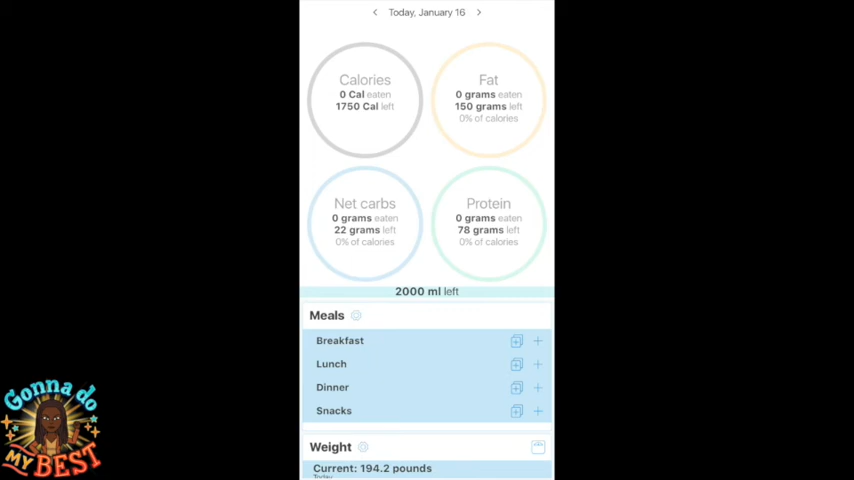 Today, January 16
Calories
0 Cal eaten
1750 Cal left
Fat
0 grams eaten
150 grams left
0% of calories
Net carbs
0 grams eaten
22 grams left
0% of calories
Protein
0 grams eaten
78 grams left
0% of calories
2000 ml left
Meals
Breakfast
Lunch
Dinner
Snacks
Weight
Current: 194.2 pounds
Today
Gonna do
MY BEST